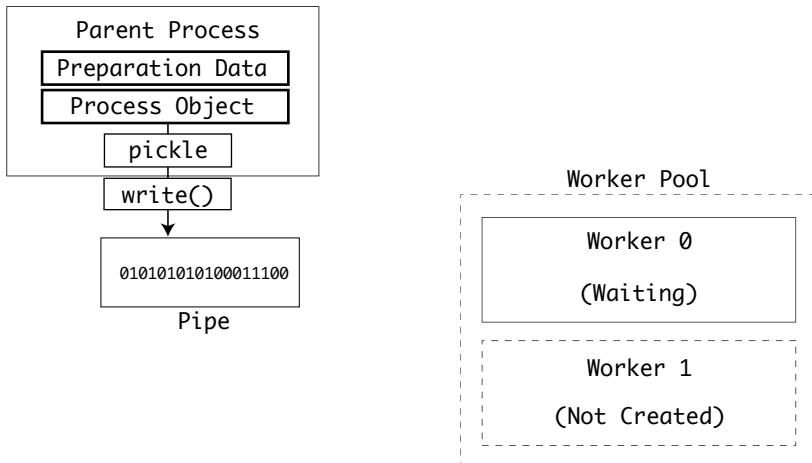 Parent Process
Preparation Data
Process Object
pickle
write()
010101010100011100
Pipe
Worker Pool
Worker 0
(Waiting)
Worker 1
(Not Created)